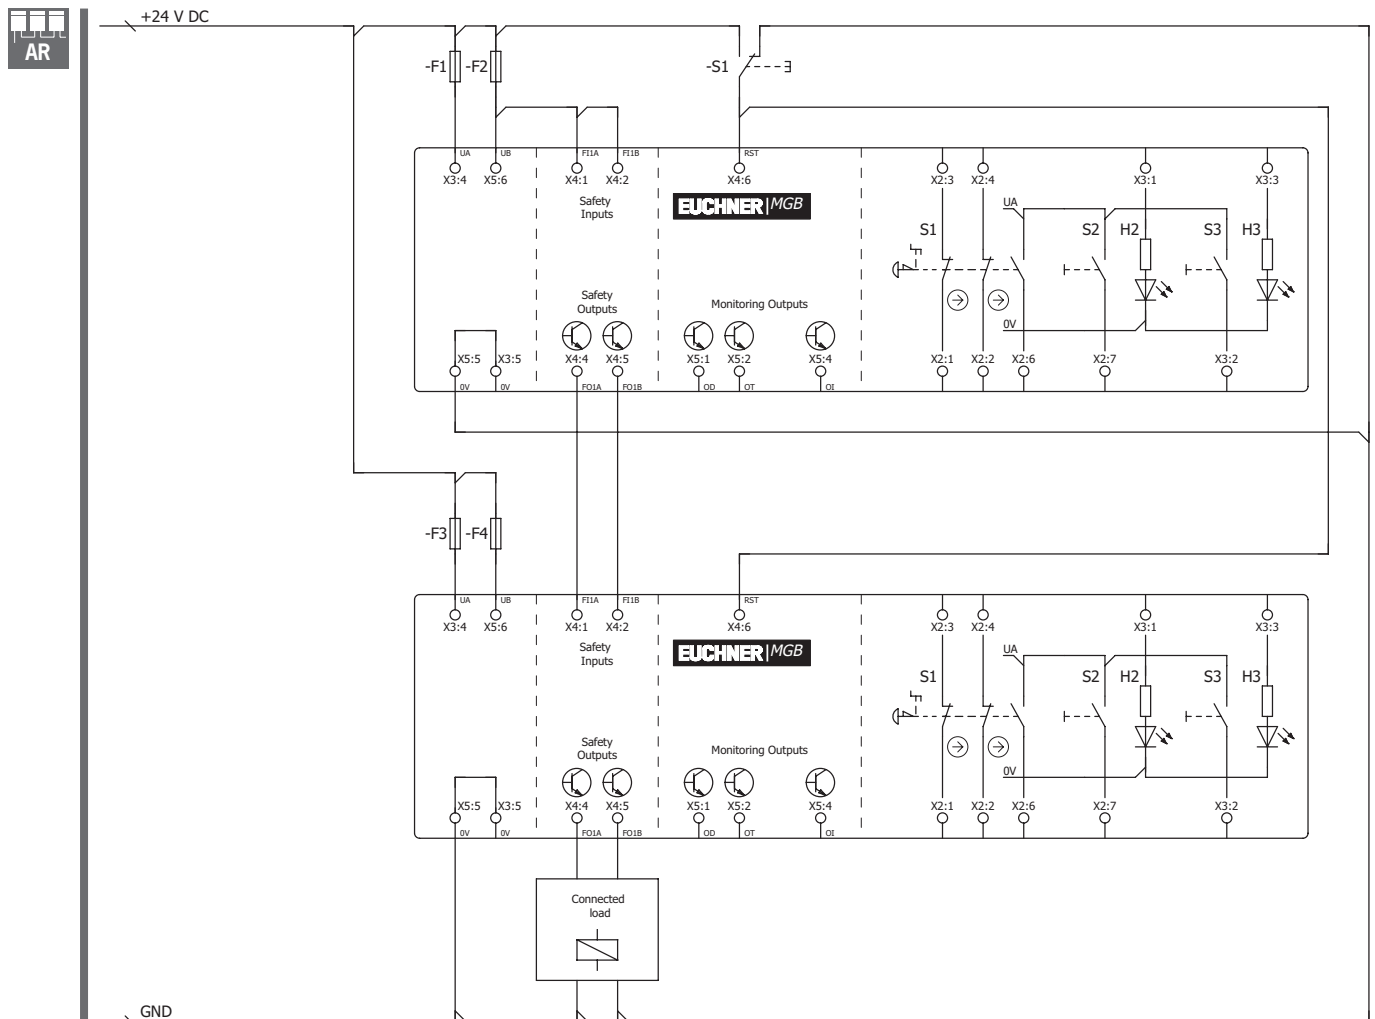 +24 V DC
AR
-F1 -F2 -S1
UA UB FI1A FI1B RST
X3:4 X5:6 X4:1 X4:2 X4:6 X2:3 X2:4 X3:1 X3:3
Safety
Inputs
EUCHNER MGB
UA
S1 S2 H2 S3 H3
Safety
Outputs
Monitoring Outputs
0V
X5:5 X3:5 X4:4 X4:5 X5:1 X5:2 X5:4 X2:1 X2:2 X2:6 X2:7 X3:2
0V 0V FO1A FO1B OD OT OI
-F3 -F4
UA UB FI1A FI1B RST
X3:4 X5:6 X4:1 X4:2 X4:6 X2:3 X2:4 X3:1 X3:3
Safety
Inputs
EUCHNER MGB
UA
S1 S2 H2 S3 H3
Safety
Outputs
Monitoring Outputs
0V
X5:5 X3:5 X4:4 X4:5 X5:1 X5:2 X5:4 X2:1 X2:2 X2:6 X2:7 X3:2
0V 0V FO1A FO1B OD OT OI
Connected
load
GND